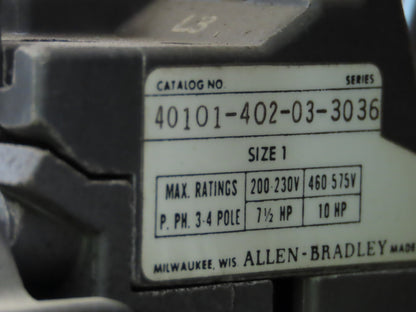 L3
CATALOG NO. SERIES
40101-402-03-3036
SIZE 1
MAX. RATINGS 200-230V 460-575V
P. PH. 3-4 POLE 7½ HP 10 HP
MILWAUKEE, WIS. ALLEN-BRADLEY MADE